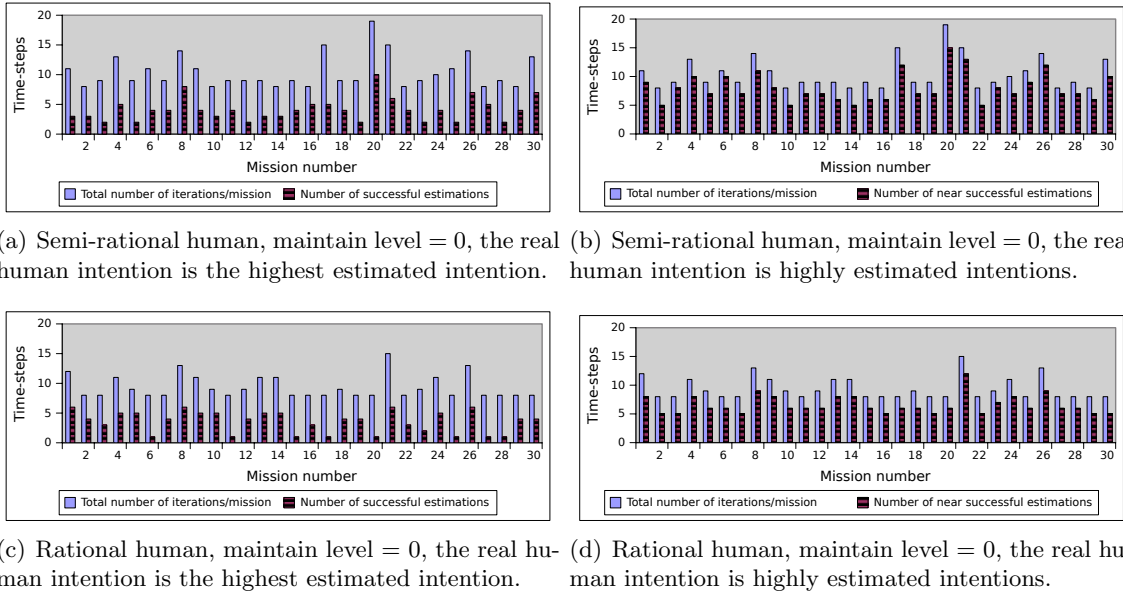 20
15
10
5
0
Time-steps
2 4 6 8 10 12 14 16 18 20 22 24 26 28 30
Mission number
Total number of iterations/mission Number of successful estimations
20
15
10
5
0
Time-steps
2 4 6 8 10 12 14 16 18 20 22 24 26 28 30
Mission number
Total number of iterations/mission Number of near successful estimations
(a) Semi-rational human, maintain level = 0, the real
human intention is the highest estimated intention.
(b) Semi-rational human, maintain level = 0, the rea
human intention is highly estimated intentions.
20
15
10
5
0
Time-steps
2 4 6 8 10 12 14 16 18 20 22 24 26 28 30
Mission number
Total number of iterations/mission Number of successful estimations
20
15
10
5
0
Time-steps
2 4 6 8 10 12 14 16 18 20 22 24 26 28 30
Mission number
Total number of iterations/mission Number of near successful estimations
(c) Rational human, maintain level = 0, the real hu-
man intention is the highest estimated intention.
(d) Rational human, maintain level = 0, the real hu
man intention is highly estimated intentions.